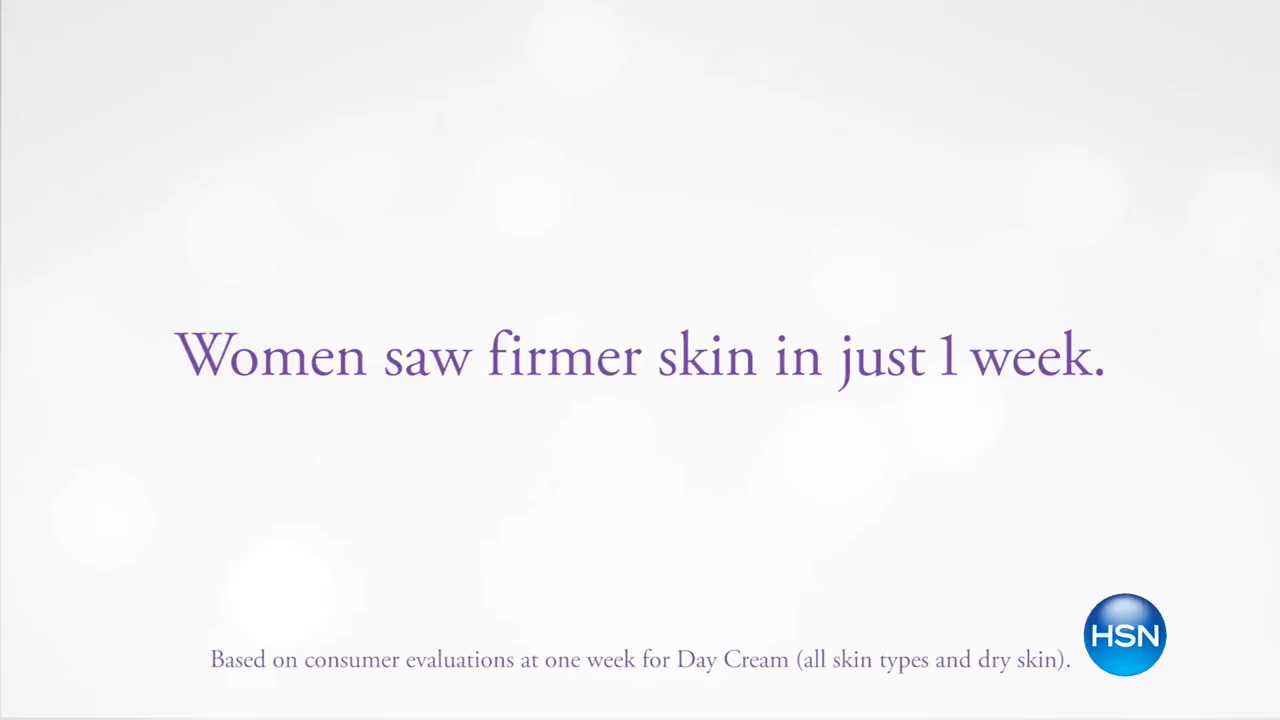 Women saw firmer skin in just 1 week.
Based on consumer evaluations at one week for Day Cream (all skin types and dry skin).
HSN